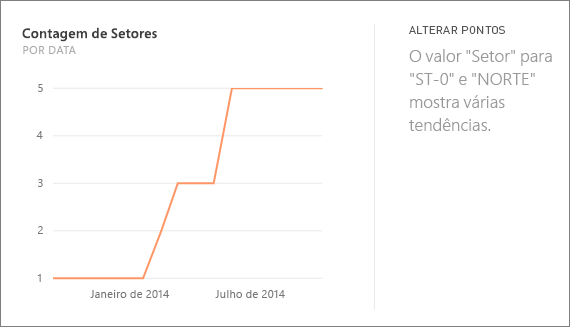 Contagem de Setores
POR DATA
5
4
3
2
1
Janeiro de 2014
Julho de 2014
ALTERAR PONTOS
O valor "Setor" para
"ST-0" e "NORTE"
mostra várias
tendências.